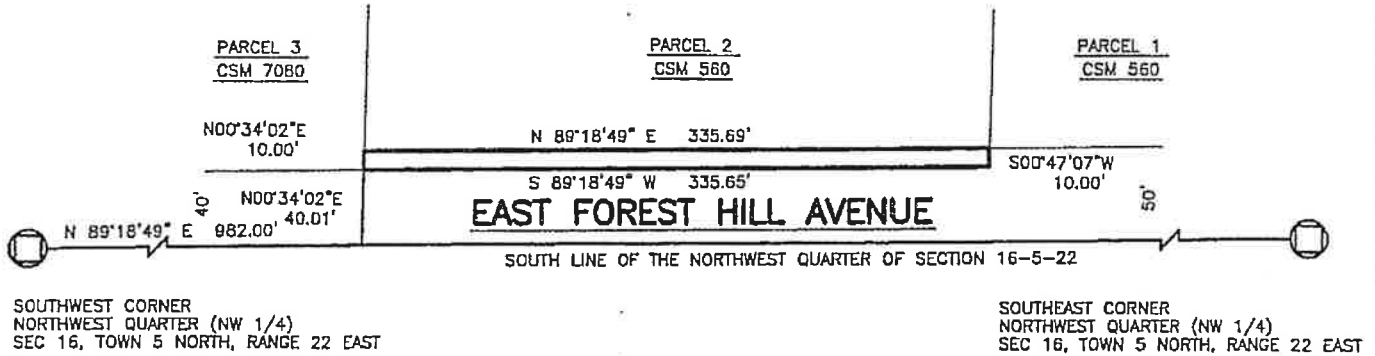 PARCEL 3
CSM 7080
PARCEL 2
CSM 560
PARCEL 1
CSM 560
N00°34'02"E
10.00'
N 89°18'49" E 335.69'
S00°47'07"W
10.00'
S 89°18'49" W 335.65'
40'
N00°34'02"E
40.01'
50'
EAST FOREST HILL AVENUE
N 89°18'49" E 982.00'
SOUTH LINE OF THE NORTHWEST QUARTER OF SECTION 16-5-22
SOUTHWEST CORNER
NORTHWEST QUARTER (NW 1/4)
SEC 16, TOWN 5 NORTH, RANGE 22 EAST
SOUTHEAST CORNER
NORTHWEST QUARTER (NW 1/4)
SEC 16, TOWN 5 NORTH, RANGE 22 EAST